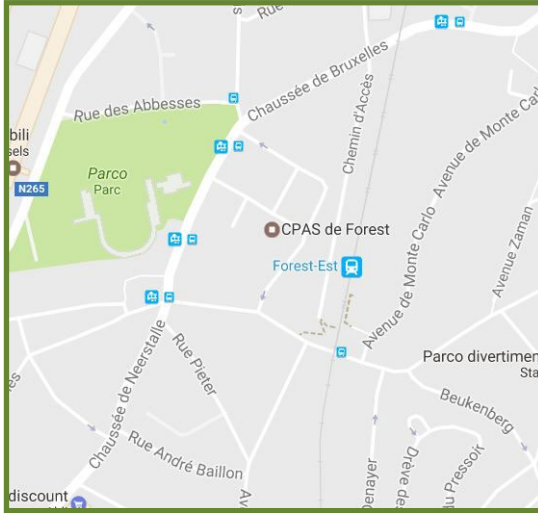 Rue
Rue des Abbesses
Chaussée de Bruxelles
bili
sels
N265
Parco
Parc
Chemin d'Accès
Avenue de Monte Carlo
Avenue de Monte Carlo
Avenue Zaman
CPAS de Forest
Forest-Est
Chaussée de Neerstalle
Rue Pieter
Parco divertimen
Sta
Beukenberg
Rue André Baillon
Av
Denayer
Drève des
du Pressoir
discount